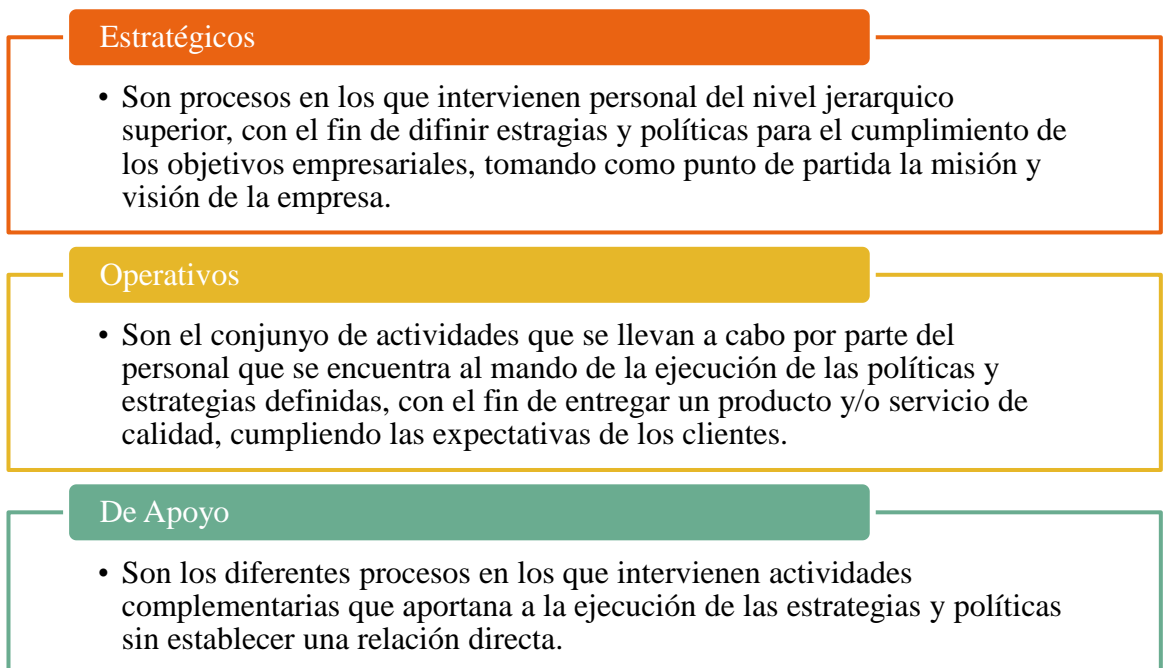 Estratégicos
• Son procesos en los que intervienen personal del nivel jerarquico
superior, con el fin de difinir estragias y políticas para el cumplimiento de
los objetivos empresariales, tomando como punto de partida la misión y
visión de la empresa.
Operativos
• Son el conjunyo de actividades que se llevan a cabo por parte del
personal que se encuentra al mando de la ejecución de las políticas y
estrategias definidas, con el fin de entregar un producto y/o servicio de
calidad, cumpliendo las expectativas de los clientes.
De Apoyo
• Son los diferentes procesos en los que intervienen actividades
complementarias que aportana a la ejecución de las estrategias y políticas
sin establecer una relación directa.